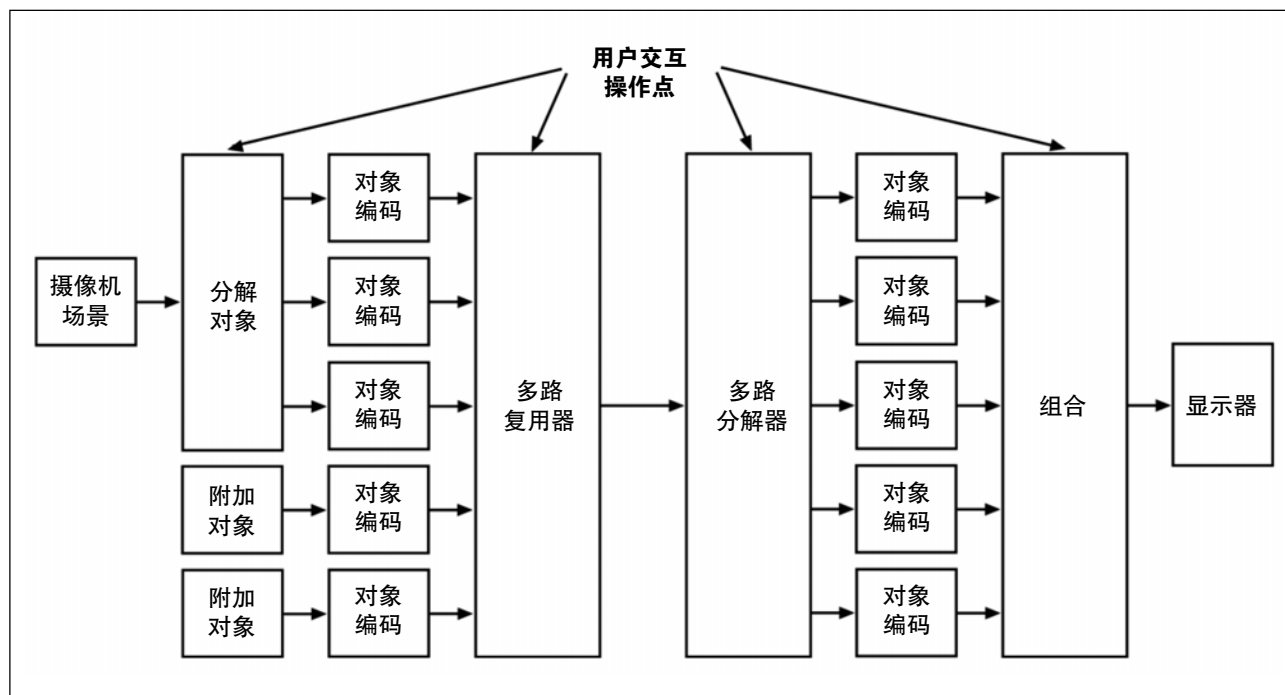 用户交互
操作点
摄像机
场景
分解
对象
对象
编码
对象
编码
对象
编码
附加
对象
对象
编码
附加
对象
对象
编码
多路
复用器
多路
分解器
对象
编码
对象
编码
对象
编码
对象
编码
对象
编码
组合
显示器